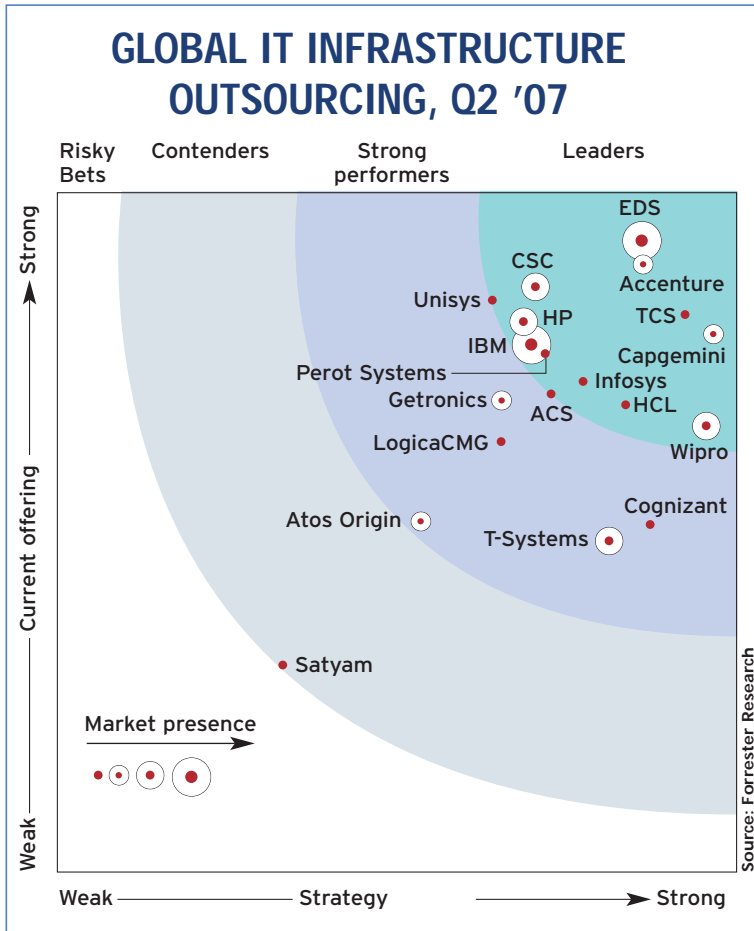 GLOBAL IT INFRASTRUCTURE
OUTSOURCING, Q2 '07
Risky
Bets
Contenders
Strong
performers
Leaders
Strong
Current offering
Weak
EDS
Accenture
CSC
Unisys
HP
TCS
IBM
Capgemini
Perot Systems
Infosys
Getronics
ACS
HCL
LogicaCMG
Wipro
Cognizant
Atos Origin
T-Systems
Satyam
Market presence
Source: Forrester Research
Weak
Strategy
Strong